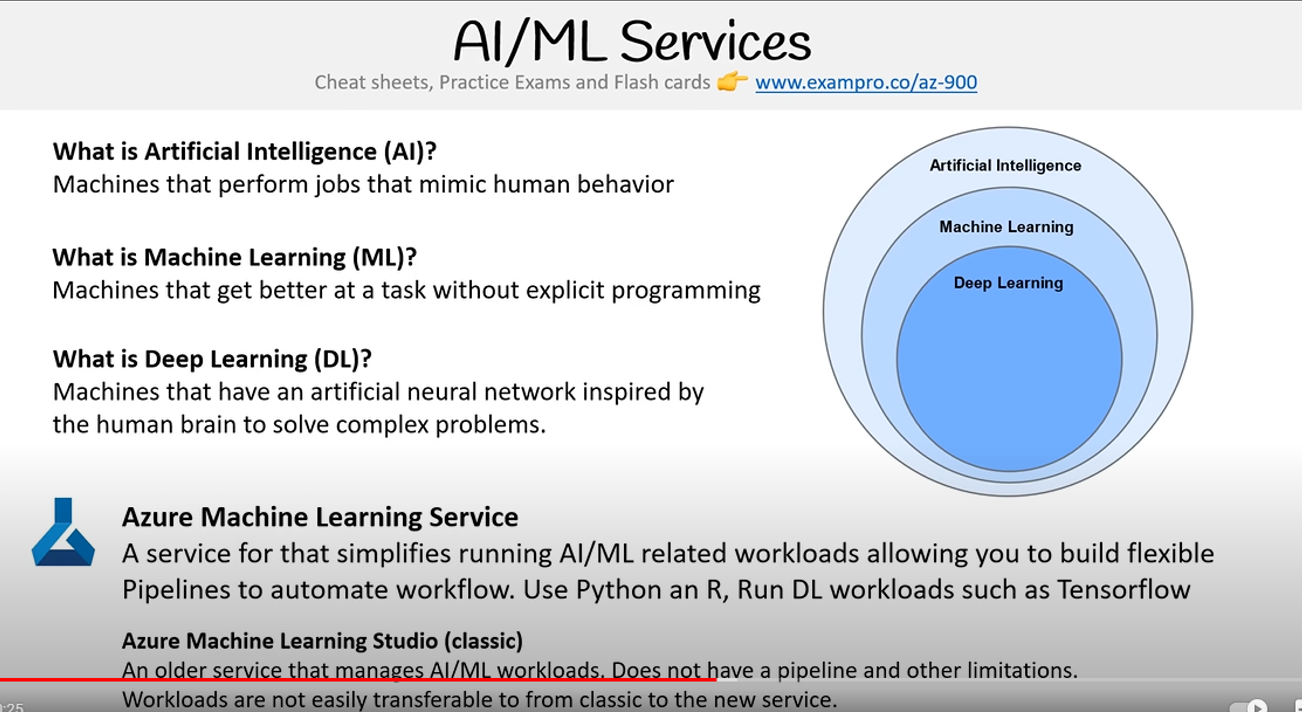 AI/ML Services
Cheat sheets, Practice Exams and Flash cards 👉 www.exampro.co/az-900
What is Artificial Intelligence (AI)?
Machines that perform jobs that mimic human behavior
What is Machine Learning (ML)?
Machines that get better at a task without explicit programming
What is Deep Learning (DL)?
Machines that have an artificial neural network inspired by
the human brain to solve complex problems.
Artificial Intelligence
Machine Learning
Deep Learning
Azure Machine Learning Service
A service for that simplifies running AI/ML related workloads allowing you to build flexible
Pipelines to automate workflow. Use Python an R, Run DL workloads such as Tensorflow
Azure Machine Learning Studio (classic)
An older service that manages AI/ML workloads. Does not have a pipeline and other limitations.
Workloads are not easily transferable to from classic to the new service.